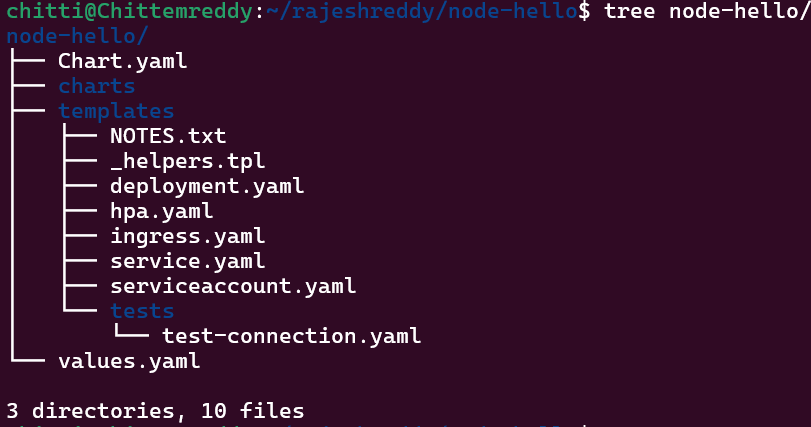 chitti@Chittemreddy:~/rajeshreddy/node-hello$ tree node-hello/
node-hello/
├── Chart.yaml
├── charts
├── templates
│   ├── NOTES.txt
│   ├── _helpers.tpl
│   ├── deployment.yaml
│   ├── hpa.yaml
│   ├── ingress.yaml
│   ├── service.yaml
│   ├── serviceaccount.yaml
│   └── tests
│       └── test-connection.yaml
└── values.yaml
3 directories, 10 files